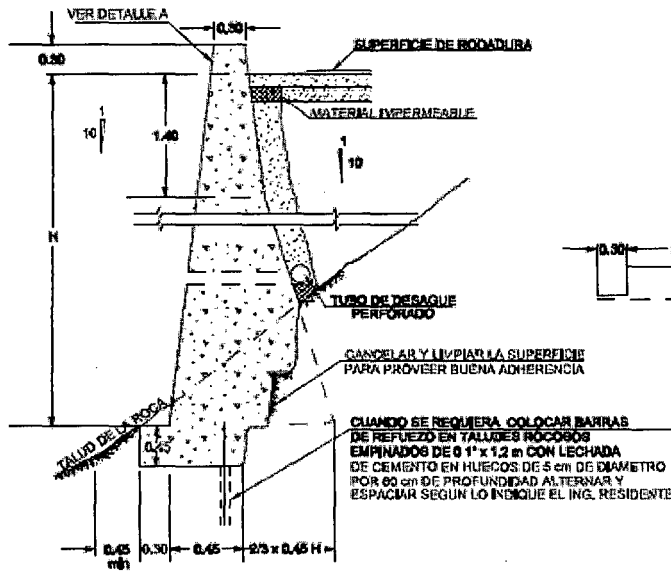 VER DETALLE A
0.30
SUPERFICIE DE RODADURA
0.30
MATERIAL IMPERMEABLE
1
10
1.40
1
10
H
0.30
TUBO DE DESAGUE
PERFORADO
CANCELAR Y LIMPIAR LA SUPERFICIE
PARA PROVEER BUENA ADHERENCIA
TALUD DE LA ROCA
CUANDO SE REQUIERA COLOCAR BARRAS
DE REFUEZO EN TALUDES ROCOSOS
EMPINADOS DE 0 1" x 1,2 m CON LECHADA
DE CEMENTO EN HUECOS DE 5 cm DE DIAMETRO
POR 60 cm DE PROFUNDIDAD ALTERNAR Y
ESPACIAR SEGUN LO INDIQUE EL ING. RESIDENTE
0.45
min
0.30
0.45
2/3 x 0.45 H